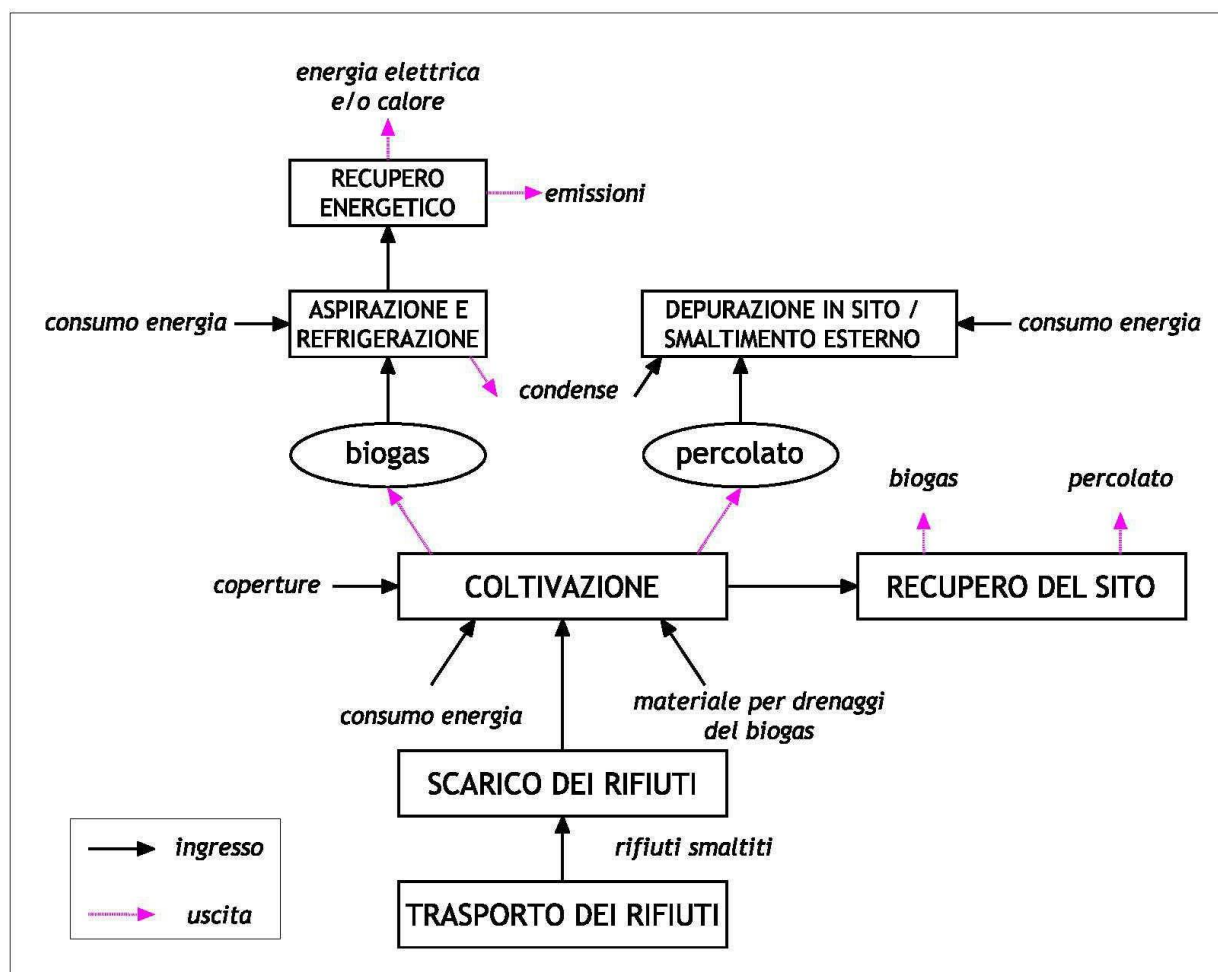 energia elettrica
e/o calore
RECUPERO
ENERGETICO
emissioni
consumo energia
ASPIRAZIONE E
REFRIGERAZIONE
DEPURAZIONE IN SITO /
SMALTIMENTO ESTERNO
consumo energia
condense
biogas
percolato
biogas
percolato
coperture
COLTIVAZIONE
RECUPERO DEL SITO
consumo energia
materiale per drenaggi
del biogas
SCARICO DEI RIFIUTI
rifiuti smaltiti
TRASPORTO DEI RIFIUTI
ingresso
uscita